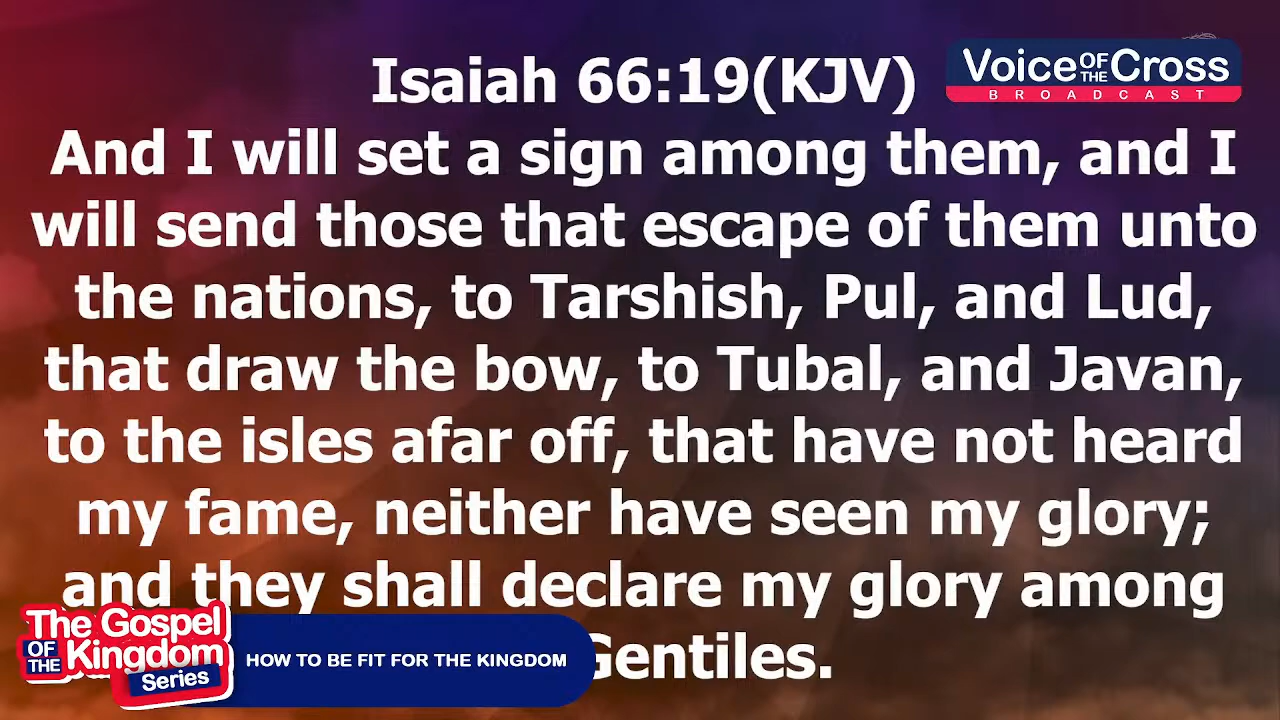 Isaiah 66:19(KJV)
Voice OF THE Cross
BROADCAST
And I will set a sign among them, and I
will send those that escape of them unto
the nations, to Tarshish, Pul, and Lud,
that draw the bow, to Tubal, and Javan,
to the isles afar off, that have not heard
my fame, neither have seen my glory;
and they shall declare my glory among
Gentiles.
The Gospel
OF THE Kingdom
Series
HOW TO BE FIT FOR THE KINGDOM